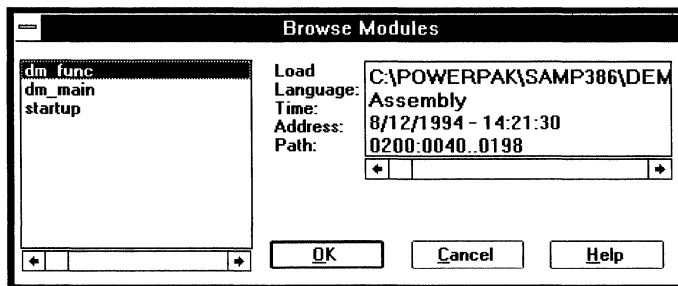 Browse Modules
dm_func
dm_main
startup
Load
Language:
Time:
Address:
Path:
C:\POWERPAK\SAMP386\DEM
Assembly
8/12/1994 - 14:21:30
0200:0040..0198
OK
Cancel
Help